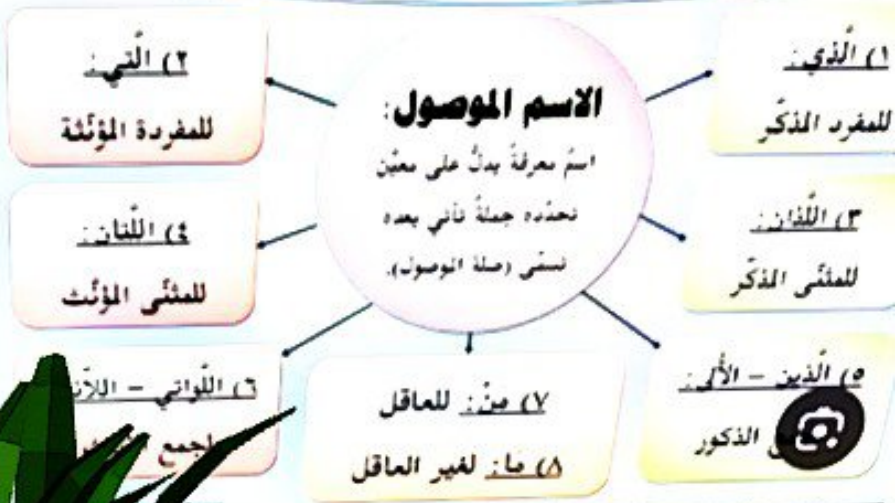 الاسم الموصول:
اسمُ معرفةٌ يدلُّ على معيَّن
تحدِّده جملةٌ تأتي بعده
تسمَّى (صلة الموصول).
١) الَّذي:
للمفرد المذكَّر
٢) الَّتي:
للمفردة المؤنَّثة
٣) اللَّذان:
للمثنَّى المذكَّر
٤) اللَّتان:
للمثنَّى المؤنَّث
٥) الَّذين – الأُلى:
الذكور
٦) اللَّواتي –
لجمع
٧) مَنْ: للعاقل
٨) ما: لغير العاقل